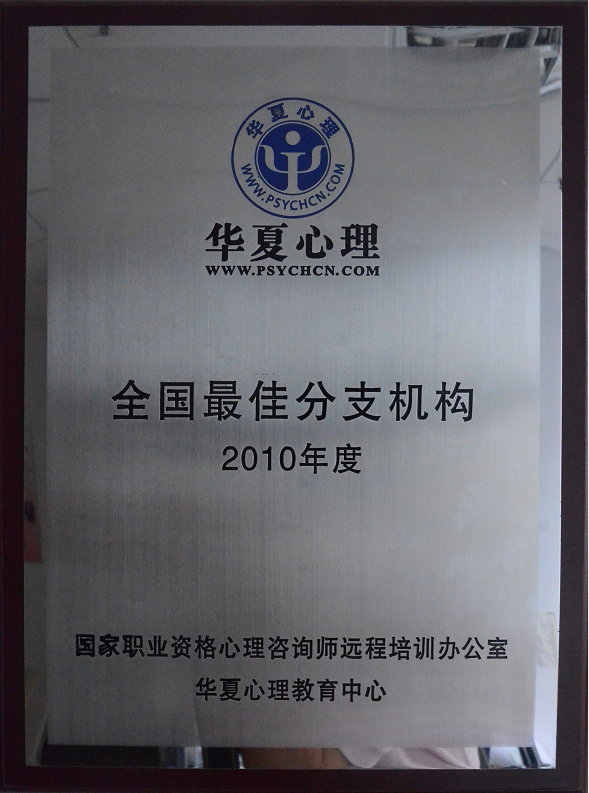 华夏心理
WWW.PSYCHCN.COM
华夏心理
WWW.PSYCHCN.COM
全国最佳分支机构
2010年度
国家职业资格心理咨询师远程培训办公室
华夏心理教育中心